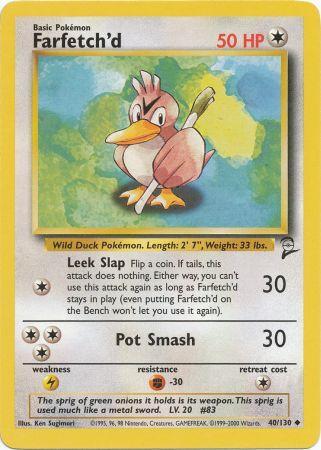 Basic Pokémon
Farfetch'd 50 HP
Wild Duck Pokémon. Length: 2' 7", Weight: 33 lbs.
Leek Slap Flip a coin. If tails, this
attack does nothing. Either way, you can't
use this attack again as long as Farfetch'd
stays in play (even putting Farfetch'd on
the Bench won't let you use it again).
30
Pot Smash 30
weakness resistance retreat cost
-30
The sprig of green onions it holds is its weapon. This sprig is
used much like a metal sword. LV. 20 #83
Illus. Ken Sugimori ©1995, 96, 98 Nintendo, Creatures, GAMEFREAK. ©1999-2000 Wizards. 40/130